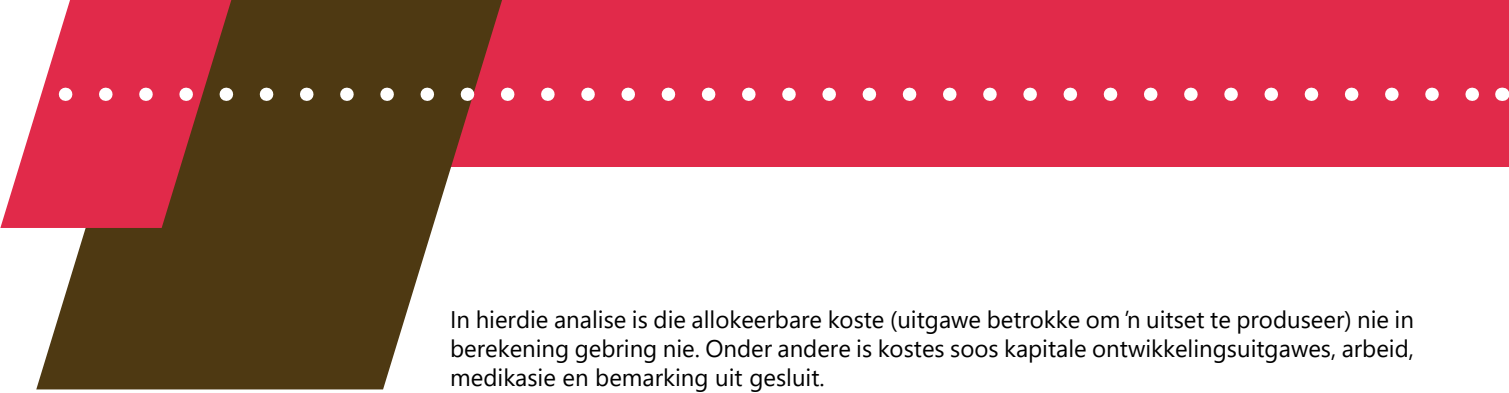 In hierdie analise is die allokeerbare koste (uitgawe betrokke om ’n uitset te produseer) nie in
berekening gebring nie. Onder andere is kostes soos kapitale ontwikkelingsuitgawes, arbeid,
medikasie en bemarking uit gesluit.